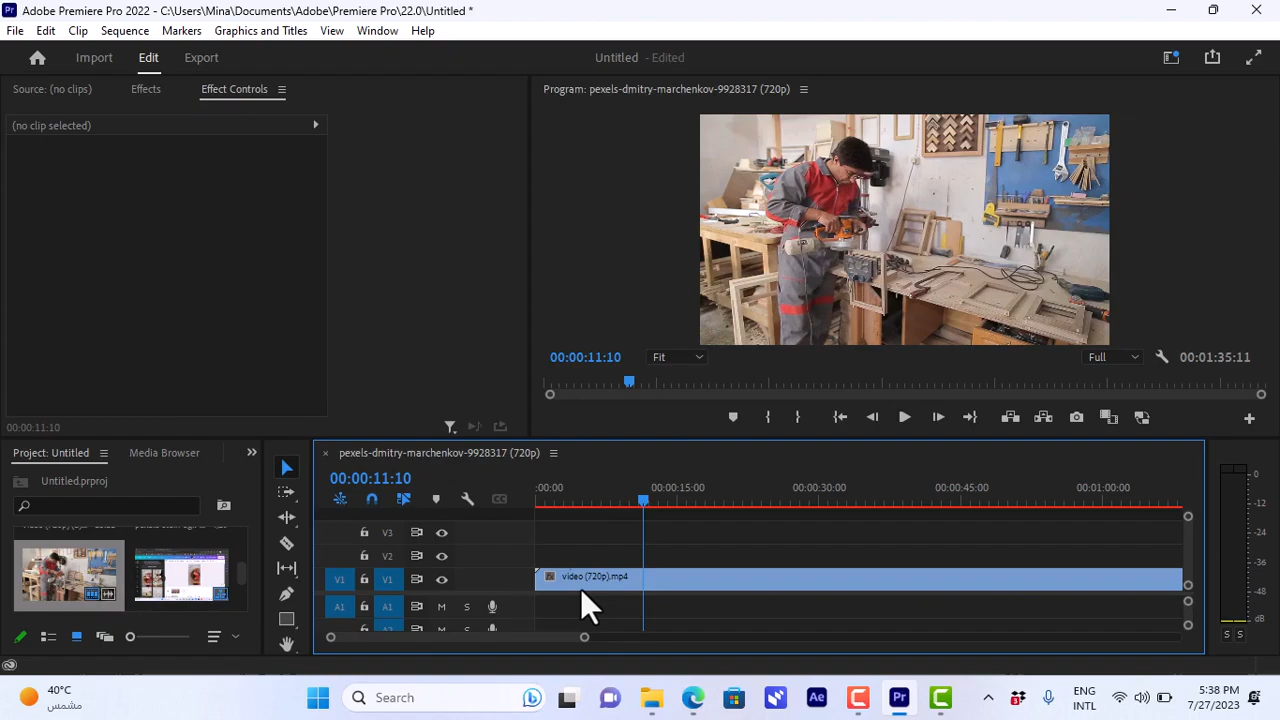 Adobe Premiere Pro 2022 - C:\Users\Mina\Documents\Adobe\Premiere Pro\22.0\Untitled *
File Edit Clip Sequence Markers Graphics and Titles View Window Help
Import Edit Export
Untitled - Edited
Source: (no clips) Effects Effect Controls
(no clip selected)
00:00:11:10
Program: pexels-dmitry-marchenkov-9928317 (720p)
00:00:11:10 Fit Full 00:01:35:11
Project: Untitled Media Browser
Untitled.prproj
× pexels-dmitry-marchenkov-9928317 (720p)
00:00:11:10
:00:00 00:00:15:00 00:00:30:00 00:00:45:00 00:01:00:00
V3
V2
V1 V1 video (720p).mp4
A1 A1 M S
0
-12
-24
-36
-48
dB
S S
40°C
مشمس
Search
ENG
INTL
5:38 PM
7/27/2023